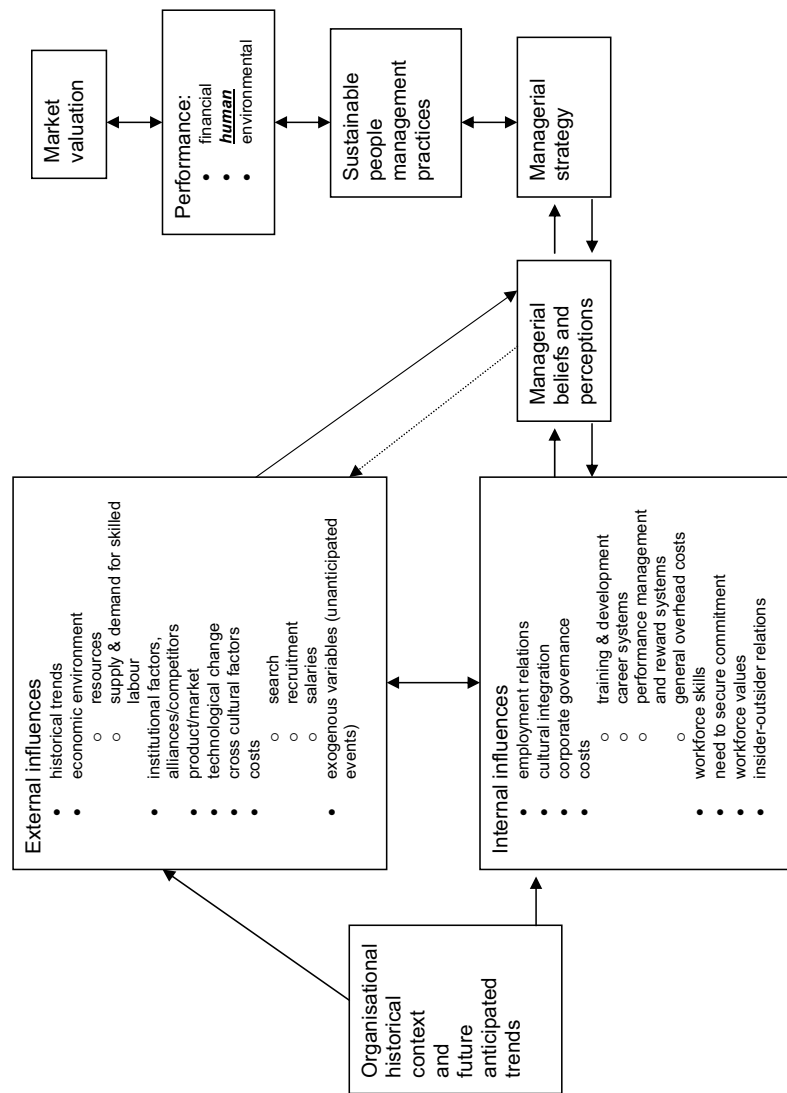 Organisational
historical
context
and
future
anticipated
trends
External influences
• historical trends
• economic environment
○ resources
○ supply & demand for skilled
labour
• institutional factors,
alliances/competitors
• product/market
• technological change
• cross cultural factors
• costs
○ search
○ recruitment
○ salaries
• exogenous variables (unanticipated
events)
Internal influences
• employment relations
• cultural integration
• corporate governance
• costs
○ training & development
○ career systems
○ performance management
and reward systems
○ general overhead costs
• workforce skills
• need to secure commitment
• workforce values
• insider-outsider relations
Managerial
beliefs and
perceptions
Market
valuation
Performance:
• financial
• human
• environmental
Sustainable
people
management
practices
Managerial
strategy